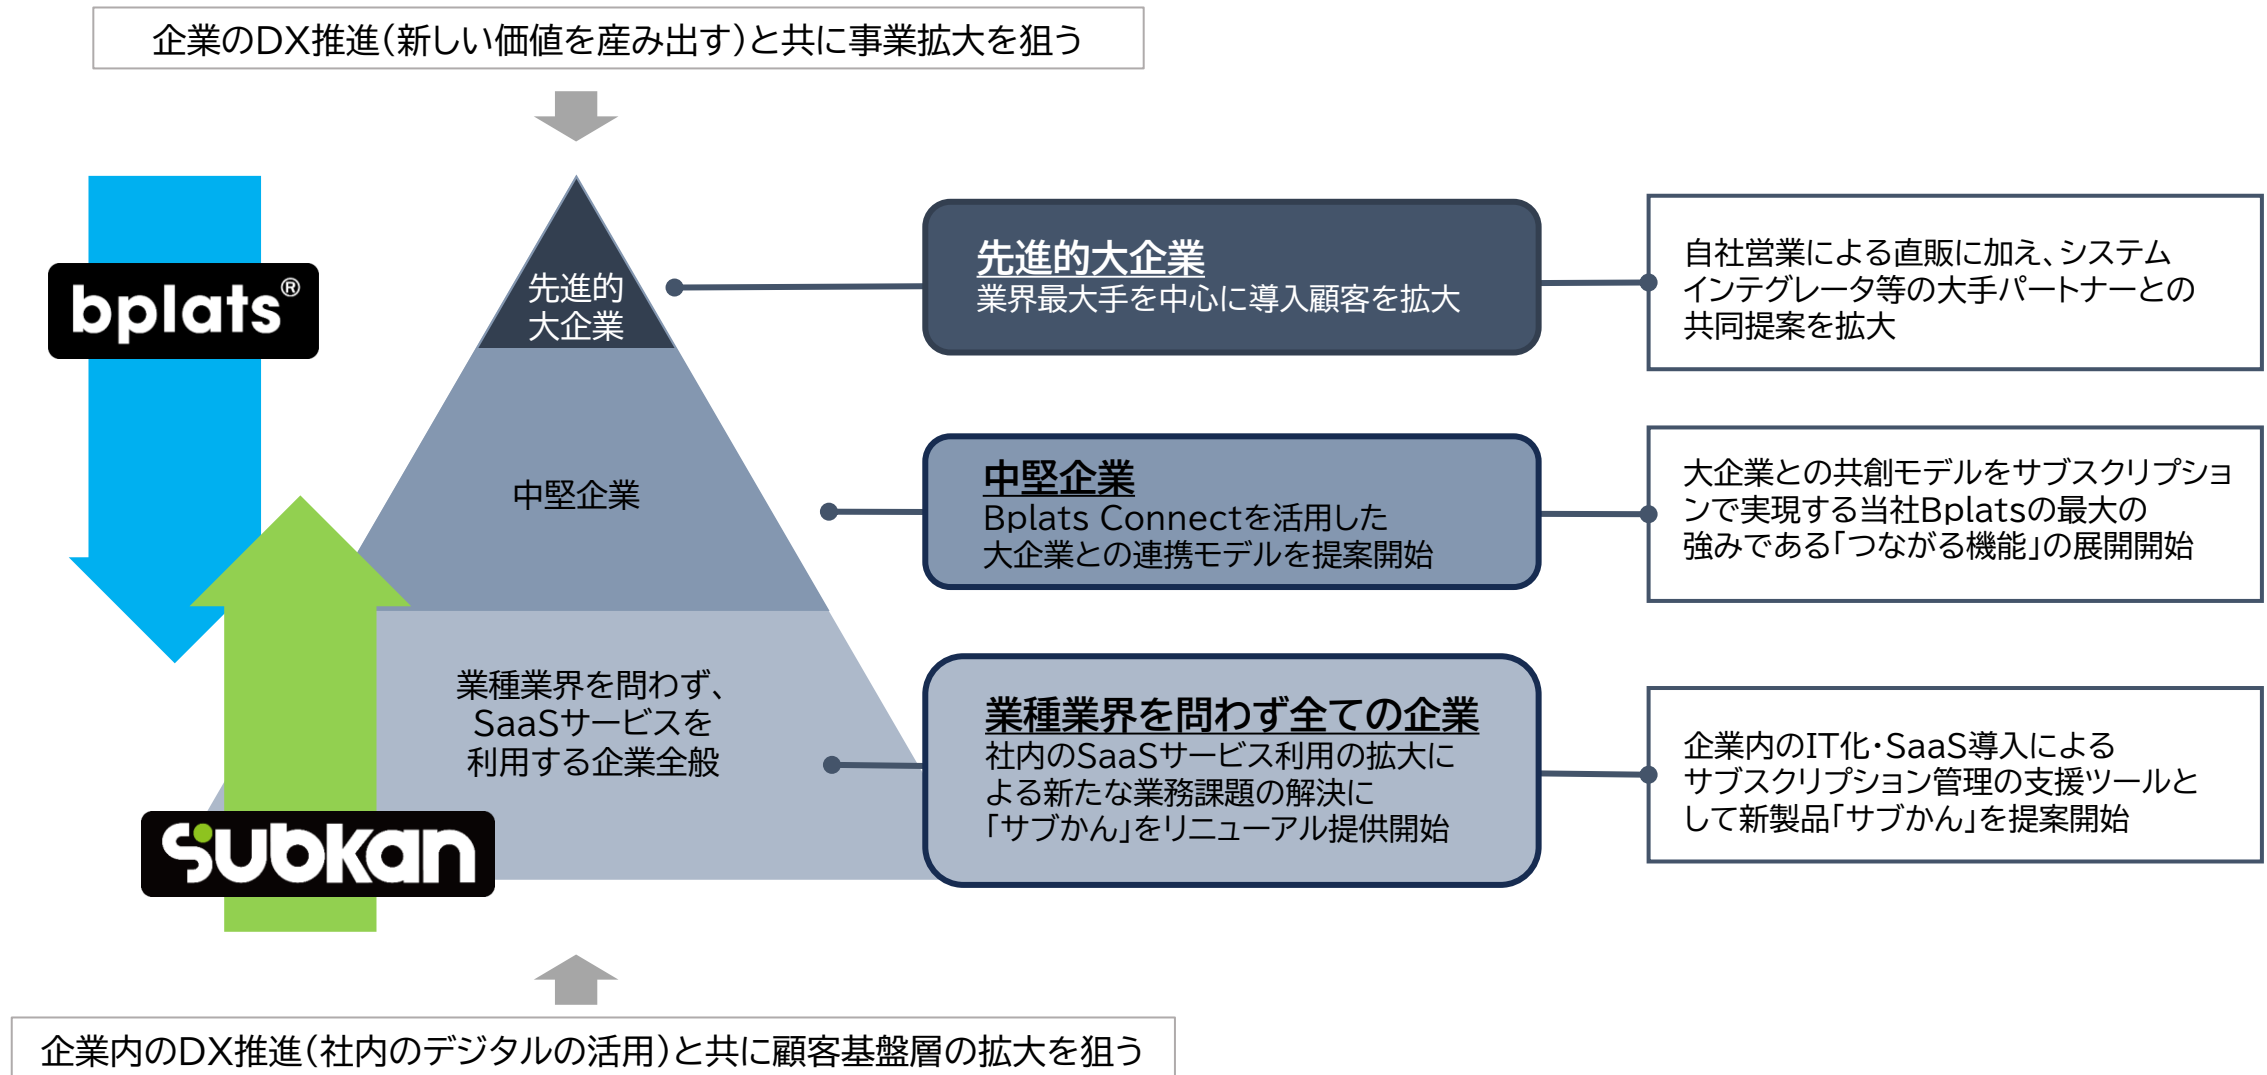 企業のDX推進(新しい価値を産み出す)と共に事業拡大を狙う
bplats®
先進的
大企業
先進的大企業
業界最大手を中心に導入顧客を拡大
自社営業による直販に加え、システム
インテグレータ等の大手パートナーとの
共同提案を拡大
中堅企業
中堅企業
Bplats Connectを活用した
大企業との連携モデルを提案開始
大企業との共創モデルをサブスクリプショ
ンで実現する当社Bplatsの最大の
強みである「つながる機能」の展開開始
業種業界を問わず、
SaaSサービスを
利用する企業全般
業種業界を問わず全ての企業
社内のSaaSサービス利用の拡大に
よる新たな業務課題の解決に
「サブかん」をリニューアル提供開始
企業内のIT化・SaaS導入による
サブスクリプション管理の支援ツールと
して新製品「サブかん」を提案開始
Subkan
企業内のDX推進(社内のデジタルの活用)と共に顧客基盤層の拡大を狙う